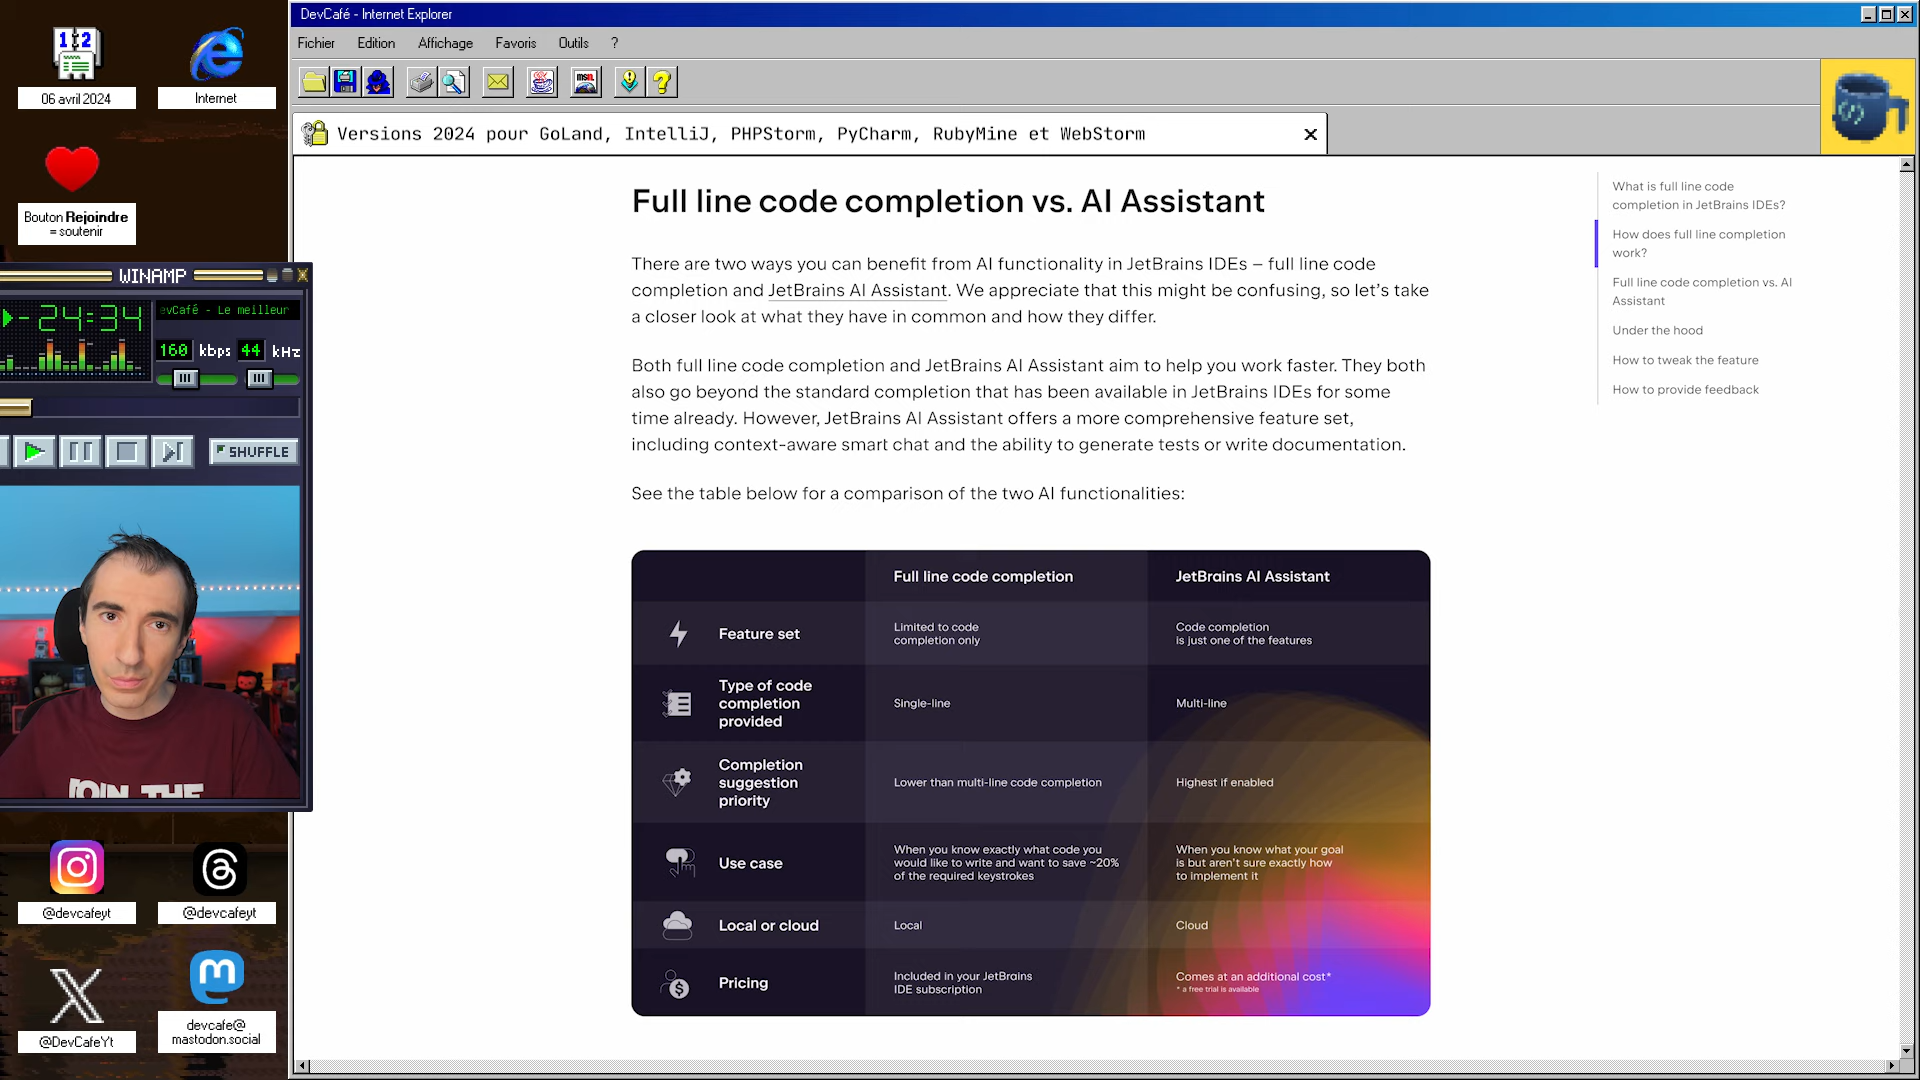 DevCafé - Internet Explorer
Fichier Edition Affichage Favoris Outils ?
12
06 avril 2024
Internet
msn.
Versions 2024 pour GoLand, IntelliJ, PHPStorm, PyCharm, RubyMine et WebStorm
Bouton Rejoindre
= soutenir
WINAMP
-24:34
evCafé - Le meilleur
160 kbps 44 kHz
SHUFFLE
JOIN THE
@devcafeyt
@devcafeyt
@DevCafeYt
devcafe@
mastodon.social
Full line code completion vs. AI Assistant
There are two ways you can benefit from AI functionality in JetBrains IDEs – full line code
completion and JetBrains AI Assistant. We appreciate that this might be confusing, so let's take
a closer look at what they have in common and how they differ.
Both full line code completion and JetBrains AI Assistant aim to help you work faster. They both
also go beyond the standard completion that has been available in JetBrains IDEs for some
time already. However, JetBrains AI Assistant offers a more comprehensive feature set,
including context-aware smart chat and the ability to generate tests or write documentation.
See the table below for a comparison of the two AI functionalities:
Full line code completion JetBrains AI Assistant
Feature set
Limited to code
completion only
Code completion
is just one of the features
Type of code
completion
provided
Single-line
Multi-line
Completion
suggestion
priority
Lower than multi-line code completion
Highest if enabled
Use case
When you know exactly what code you
would like to write and want to save ~20%
of the required keystrokes
When you know what your goal
is but aren't sure exactly how
to implement it
Local or cloud
Local
Cloud
Pricing
Included in your JetBrains
IDE subscription
Comes at an additional cost*
* a free trial is available
What is full line code
completion in JetBrains IDEs?
How does full line completion
work?
Full line code completion vs. AI
Assistant
Under the hood
How to tweak the feature
How to provide feedback